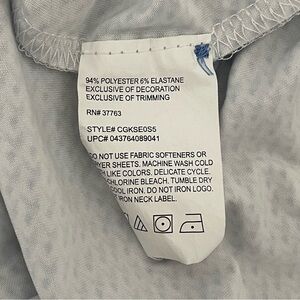 94% POLYESTER 6% ELASTANE
EXCLUSIVE OF DECORATION
EXCLUSIVE OF TRIMMING
RN# 37763
STYLE# CGKSE0S5
UPC# 043764089041
DO NOT USE FABRIC SOFTENERS OR
SHEETS. MACHINE WASH COLD
LIKE COLORS. DELICATE CYCLE.
CHLORINE BLEACH. TUMBLE DRY
IRON. DO NOT IRON LOGO.
IRON NECK LABEL.